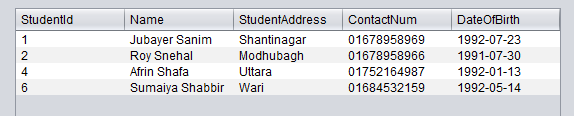 StudentId Name StudentAddress ContactNum DateOfBirth
1 Jubayer Sanim Shantinagar 01678958969 1992-07-23
2 Roy Snehal Modhubagh 01678958966 1991-07-30
4 Afrin Shafa Uttara 01752164987 1992-01-13
6 Sumaiya Shabbir Wari 01684532159 1992-05-14